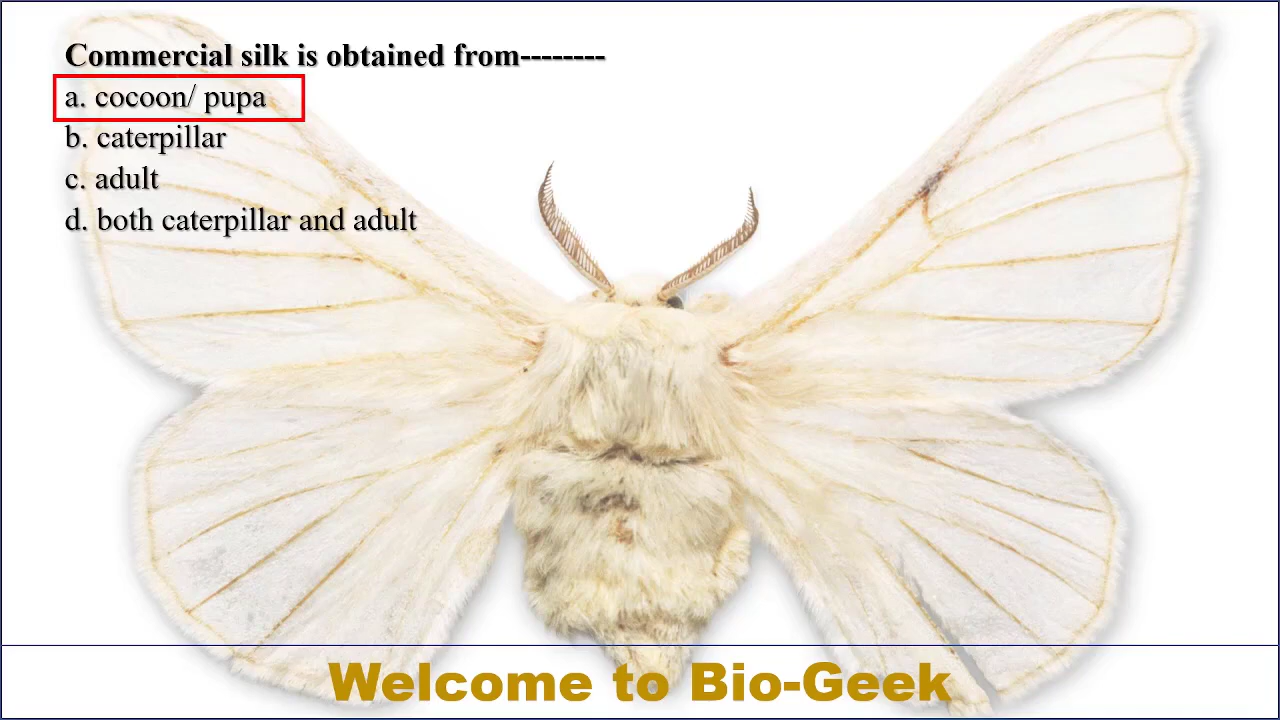 Commercial silk is obtained from--------
a. cocoon/ pupa
b. caterpillar
c. adult
d. both caterpillar and adult
Welcome to Bio-Geek